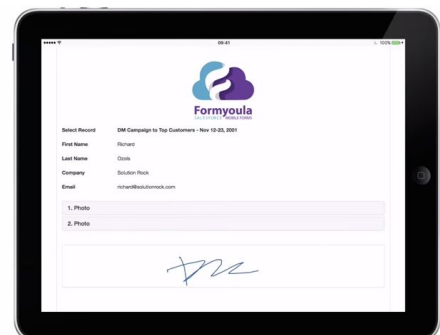 09:41
100%
Formyoula
SALESFORCE MOBILE FORMS
Select Record DM Campaign to Top Customers - Nov 12-23, 2001
First Name Richard
Last Name Ozols
Company Solution Rock
Email richard@solutionrock.com
1. Photo
2. Photo